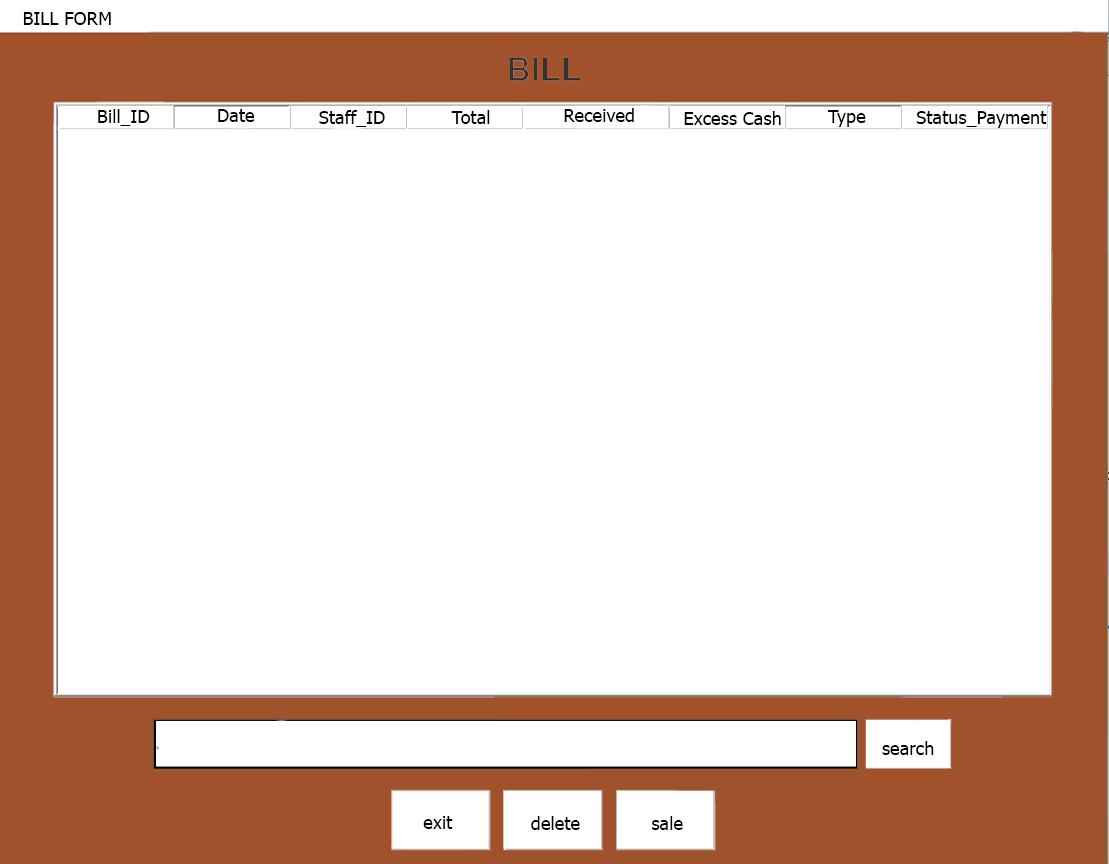 BILL FORM
BILL
Bill_ID Date Staff_ID Total Received Excess Cash Type Status_Payment
search
exit delete sale